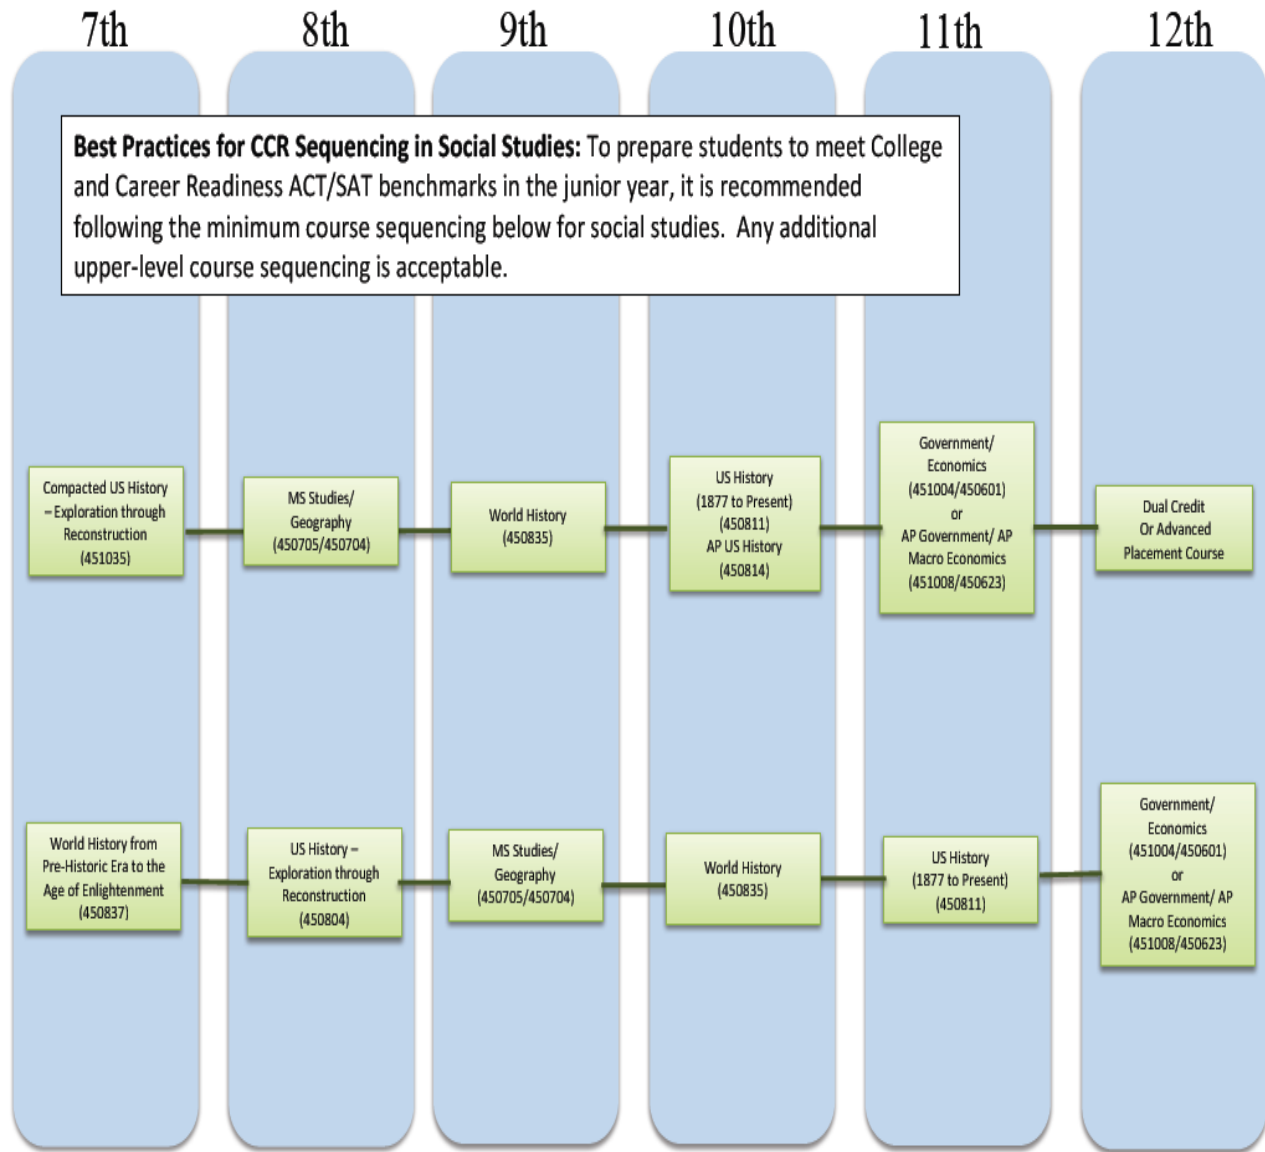 7th
8th
9th
10th
11th
12th
Best Practices for CCR Sequencing in Social Studies: To prepare students to meet College
and Career Readiness ACT/SAT benchmarks in the junior year, it is recommended
following the minimum course sequencing below for social studies.  Any additional
upper-level course sequencing is acceptable.
Compacted US History
– Exploration through
Reconstruction
(451035)
MS Studies/
Geography
(450705/450704)
World History
(450835)
US History
(1877 to Present)
(450811)
AP US History
(450814)
Government/
Economics
(451004/450601)
or
AP Government/ AP
Macro Economics
(451008/450623)
Dual Credit
Or Advanced
Placement Course
World History from
Pre-Historic Era to the
Age of Enlightenment
(450837)
US History –
Exploration through
Reconstruction
(450804)
MS Studies/
Geography
(450705/450704)
World History
(450835)
US History
(1877 to Present)
(450811)
Government/
Economics
(451004/450601)
or
AP Government/ AP
Macro Economics
(451008/450623)